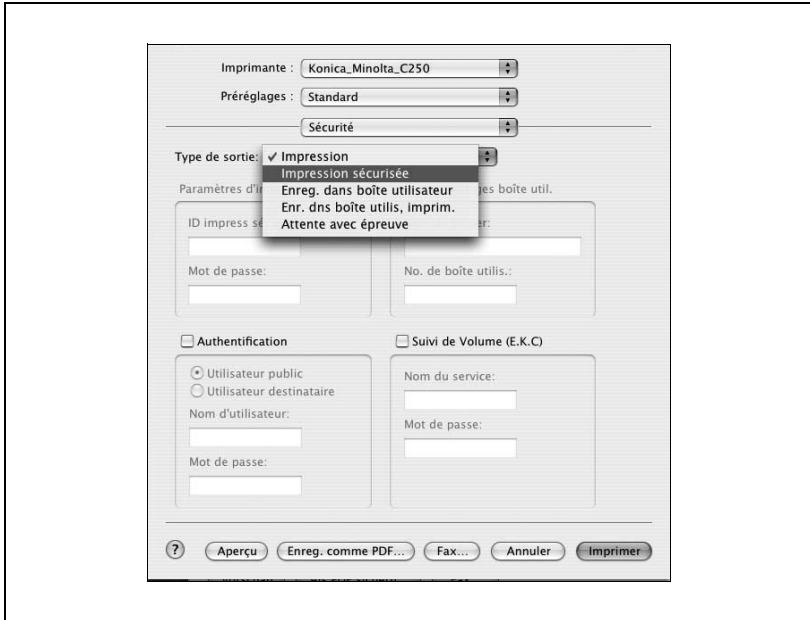 Imprimante : Konica_Minolta_C250
Préréglages : Standard
Sécurité
Type de sortie: ✓ Impression
Impression sécurisée
Enreg. dans boîte utilisateur
Enr. dns boîte utilis, imprim.
Attente avec épreuve
Paramètres boîte util.
ID impress
Mot de passe:
No. de boîte utilis.:
Authentification
Suivi de Volume (E.K.C)
Utilisateur public
Utilisateur destinataire
Nom d'utilisateur:
Mot de passe:
Nom du service:
Mot de passe:
? Aperçu Enreg. comme PDF... Fax... Annuler Imprimer